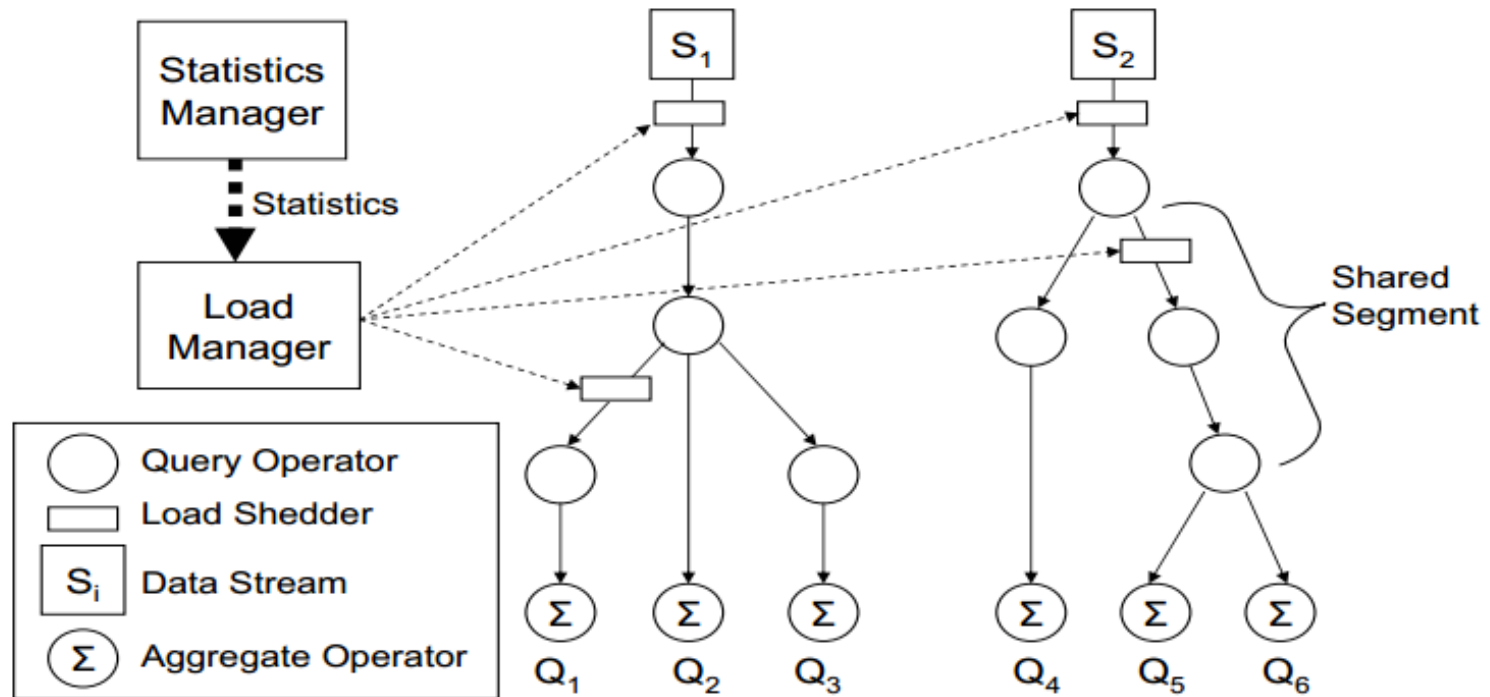 Statistics
Manager
Statistics
Load
Manager
S₁
S₂
Shared
Segment
Query Operator
Load Shedder
Sᵢ Data Stream
Σ Aggregate Operator
Σ Σ Σ Σ Σ Σ
Q₁ Q₂ Q₃ Q₄ Q₅ Q₆